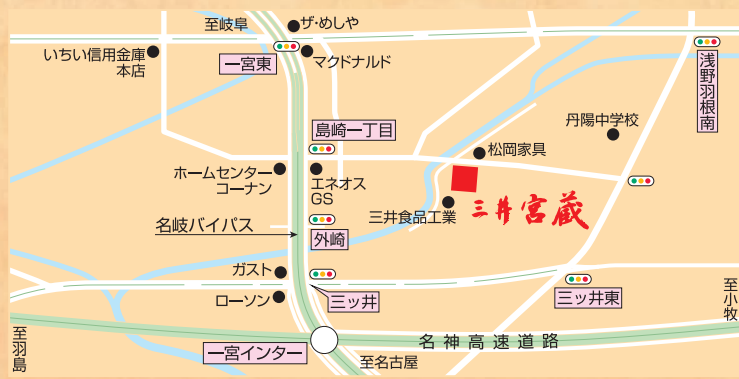 至岐阜
ザ・めしや
いちい信用金庫
本店
一宮東
マクドナルド
浅野羽根南
島崎一丁目
丹陽中学校
松岡家具
ホームセンター
コーナン
エネオス
GS
三井食品工業
三井宮蔵
名岐バイパス
外崎
ガスト
ローソン
三ッ井
三ッ井東
至小牧
至羽島
名神高速道路
一宮インター
至名古屋